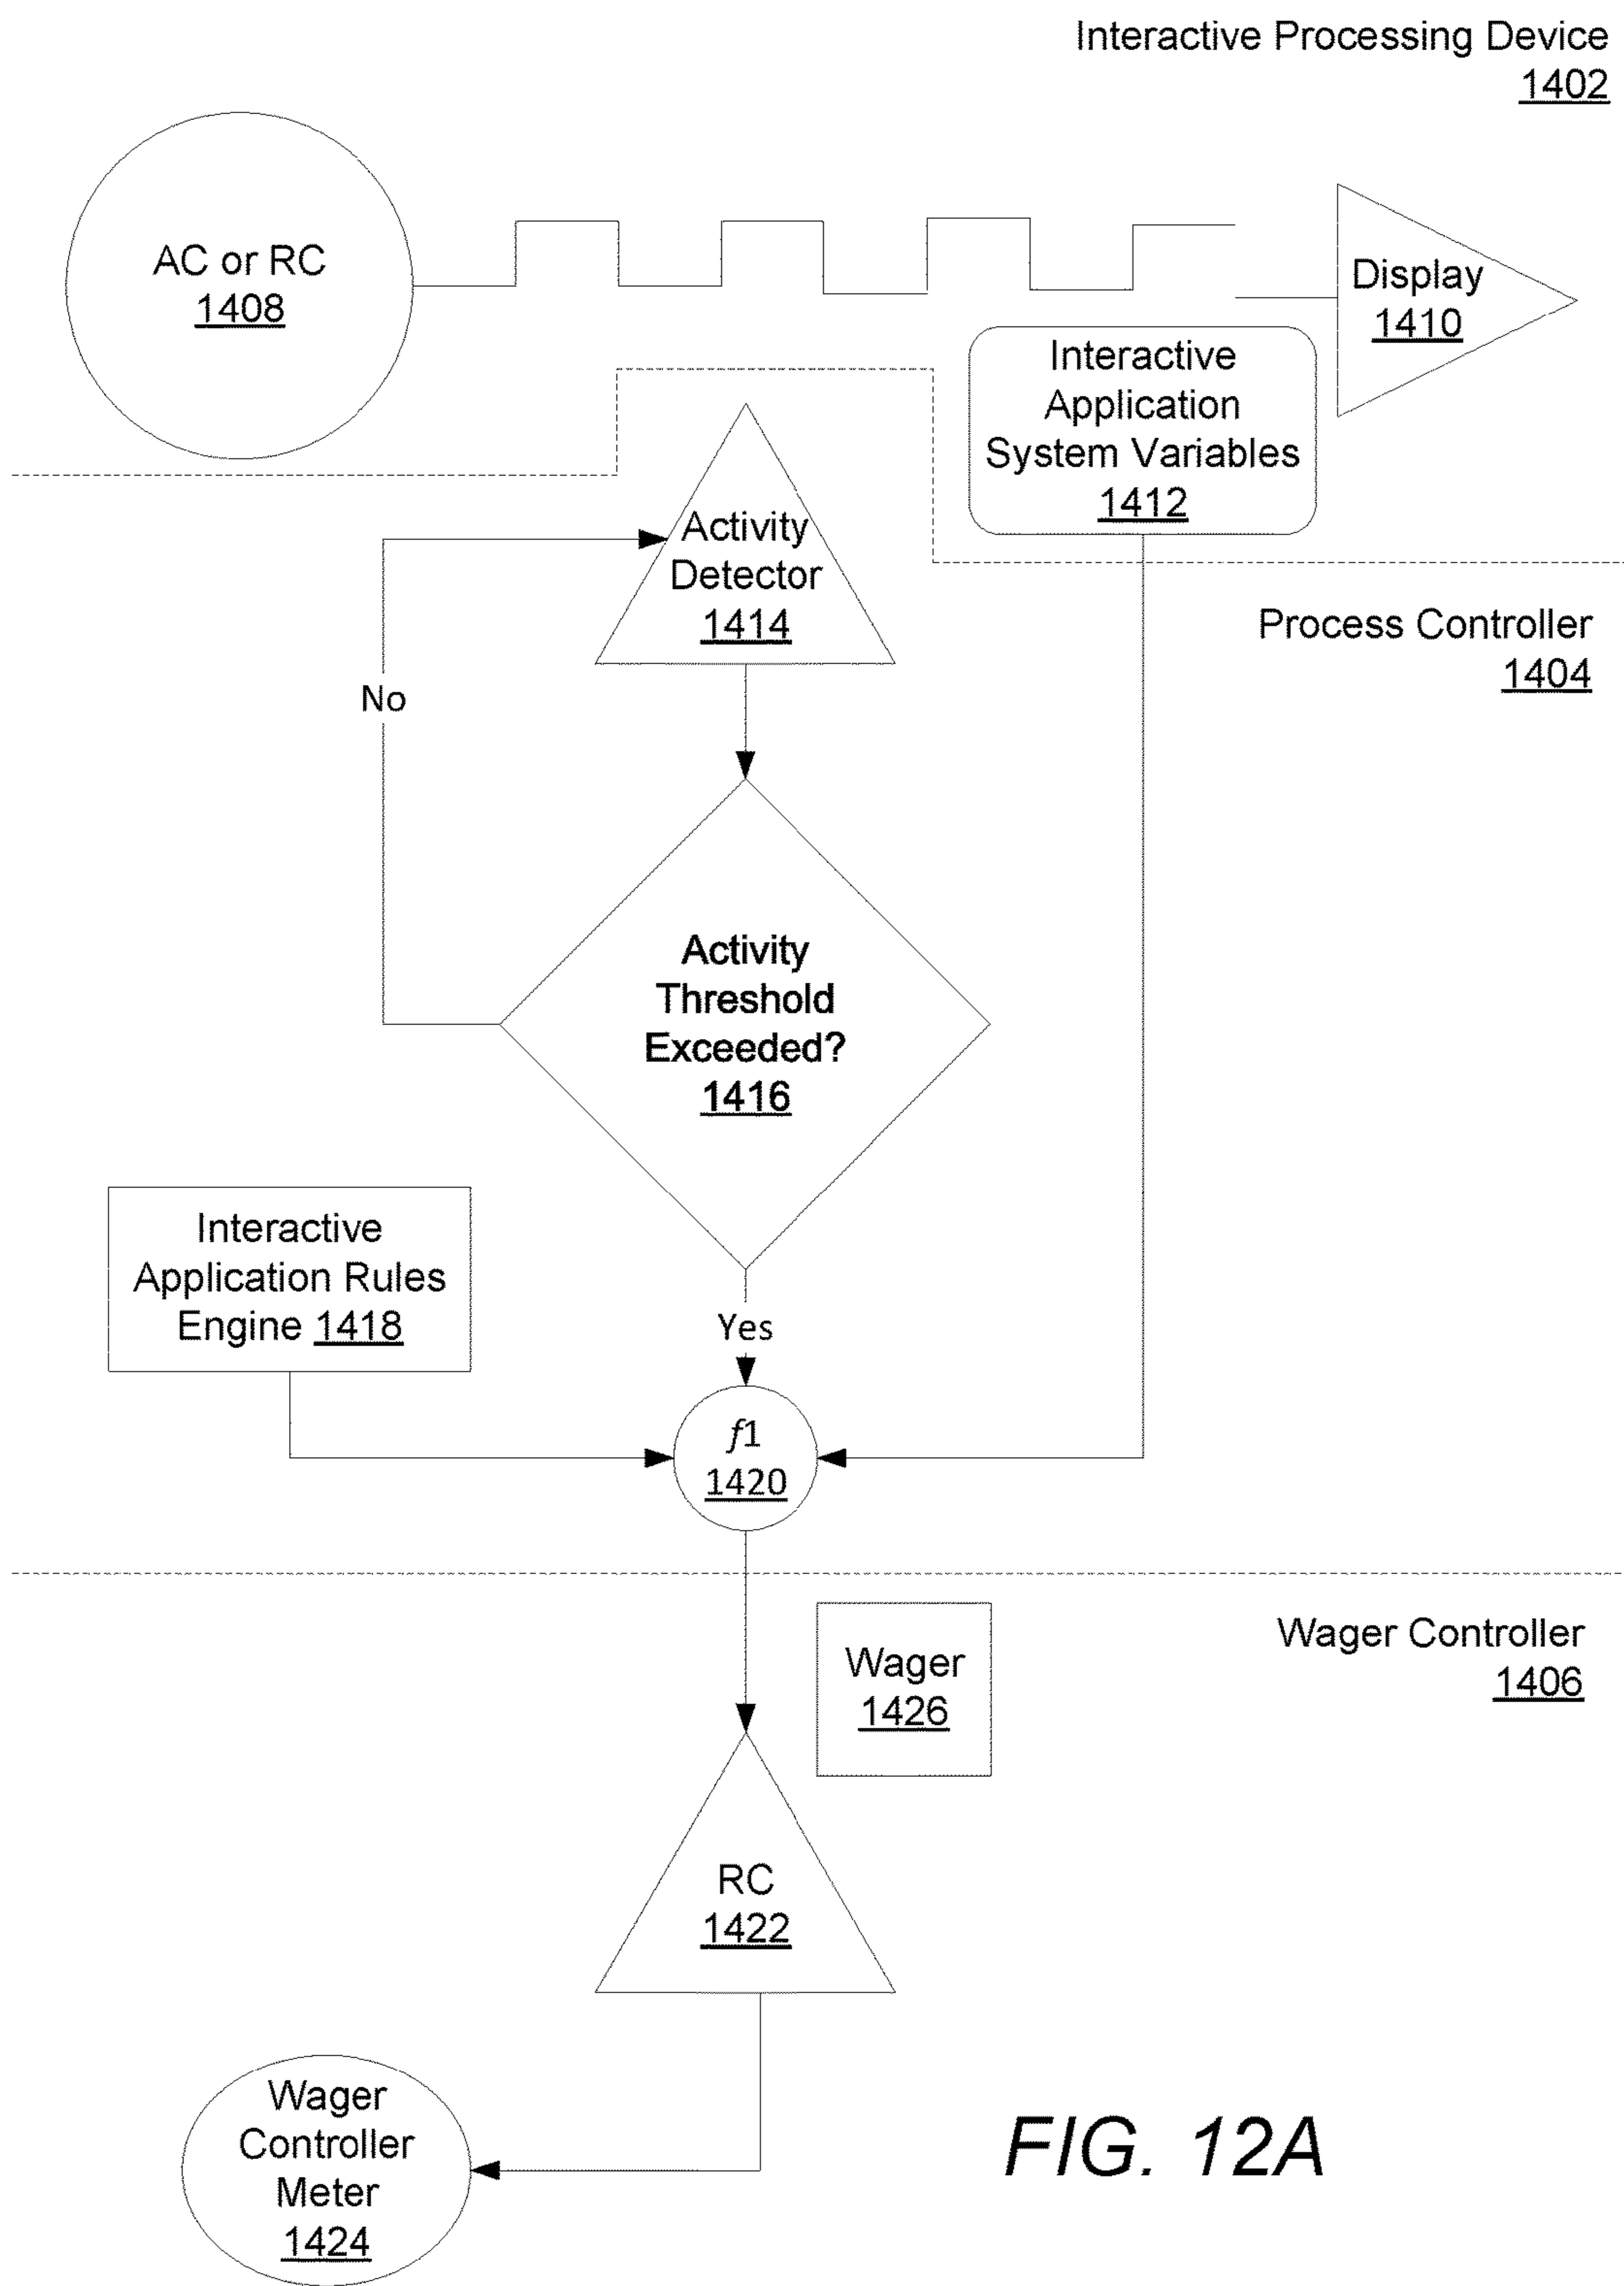 Interactive Processing Device
1402
AC or RC
1408
Display
1410
Interactive
Application
System Variables
1412
Activity
Detector
1414
Process Controller
1404
No
Activity
Threshold
Exceeded?
1416
Interactive
Application Rules
Engine 1418
Yes
f1
1420
Wager Controller
1406
Wager
1426
RC
1422
Wager
Controller
Meter
1424
FIG. 12A